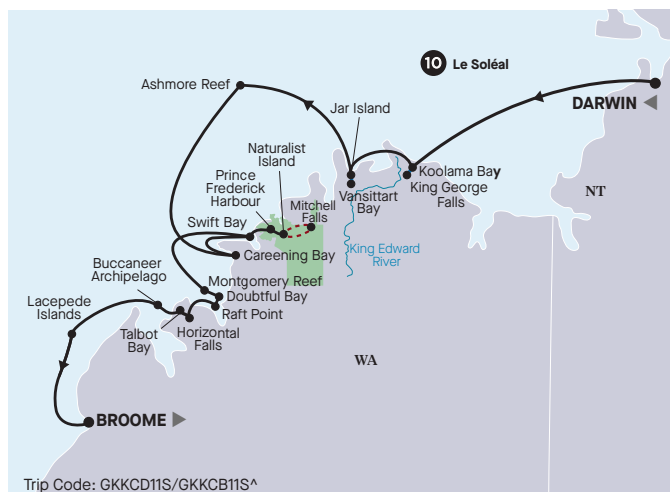 10 Le Soléal
Ashmore Reef
DARWIN
Jar Island
Naturalist
Island
Prince
Frederick
Harbour
Koolama Bay
King George
Falls
Mitchell
Falls
Vansittart
Bay
NT
Swift Bay
King Edward
River
Careening Bay
Buccaneer
Archipelago
Montgomery Reef
Doubtful Bay
Lacepede
Islands
Raft Point
Talbot
Bay
Horizontal
Falls
WA
BROOME
Trip Code: GKKCD11S/GKKCB11S^